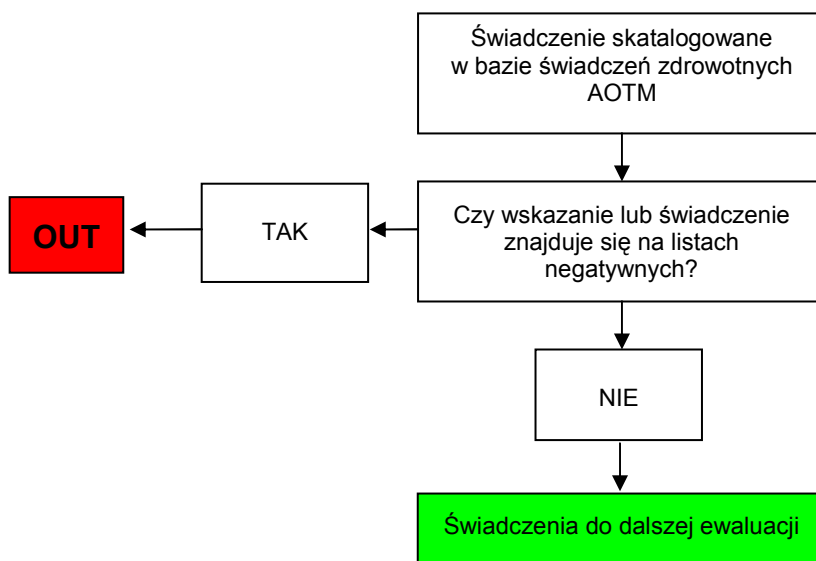 Świadczenie skatalogowane
w bazie świadczeń zdrowotnych
AOTM
Czy wskazanie lub świadczenie
znajduje się na listach
negatywnych?
TAK
OUT
NIE
Świadczenia do dalszej ewaluacji